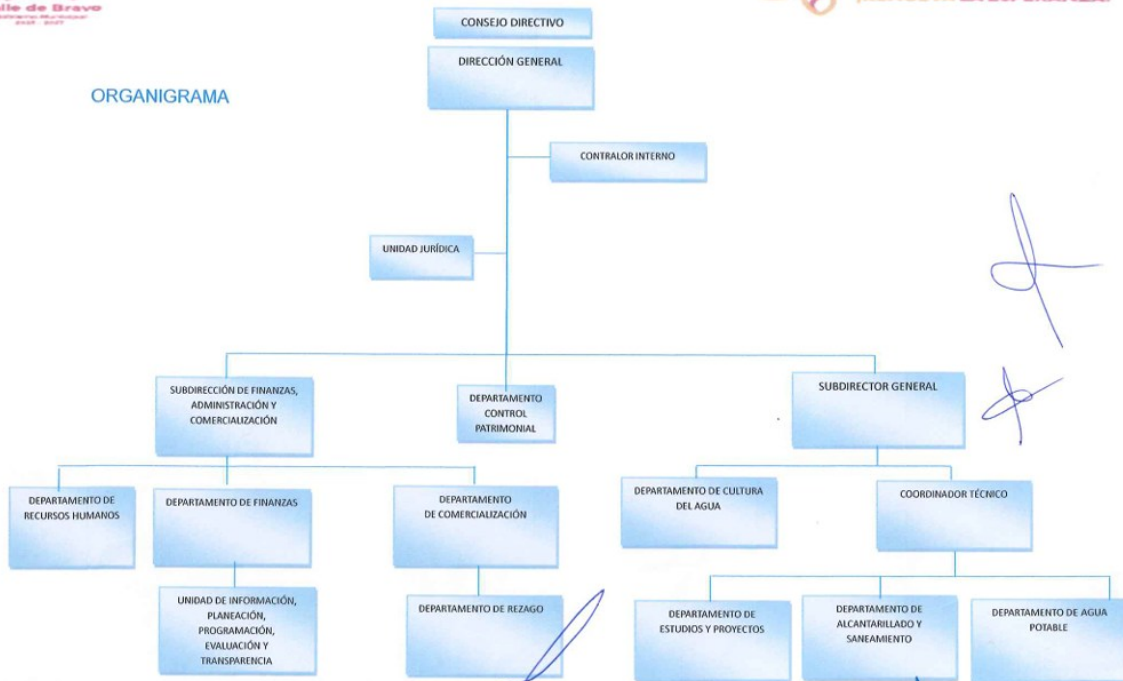 lle de Bravo
CONSEJO DIRECTIVO
DIRECCIÓN GENERAL
ORGANIGRAMA
CONTRALOR INTERNO
UNIDAD JURÍDICA
SUBDIRECCIÓN DE FINANZAS,
ADMINISTRACIÓN Y
COMERCIALIZACIÓN
DEPARTAMENTO
CONTROL
PATRIMONIAL
SUBDIRECTOR GENERAL
DEPARTAMENTO DE
RECURSOS HUMANOS
DEPARTAMENTO DE FINANZAS
DEPARTAMENTO
DE COMERCIALIZACIÓN
DEPARTAMENTO DE CULTURA
DEL AGUA
COORDINADOR TÉCNICO
UNIDAD DE INFORMACIÓN,
PLANEACIÓN,
PROGRAMACIÓN,
EVALUACIÓN Y
TRANSPARENCIA
DEPARTAMENTO DE REZAGO
DEPARTAMENTO DE
ESTUDIOS Y PROYECTOS
DEPARTAMENTO DE
ALCANTARILLADO Y
SANEAMIENTO
DEPARTAMENTO DE AGUA
POTABLE